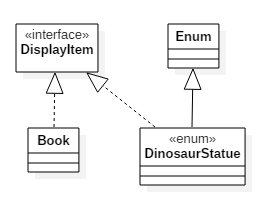 «interface»
DisplayItem
Enum
Book
«enum»
DinosaurStatue